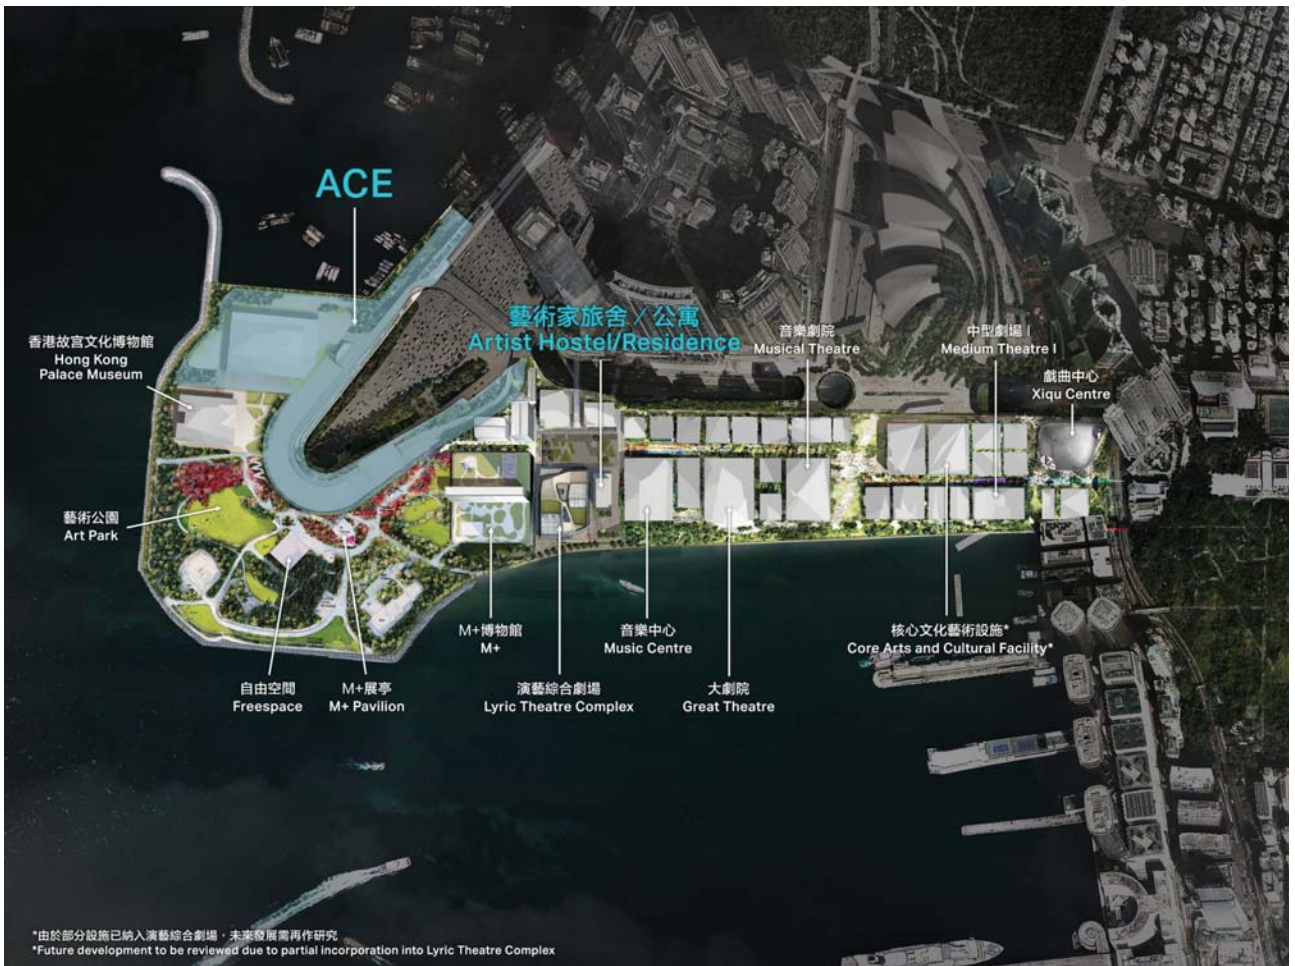 ACE
藝術家旅舍／公寓
Artist Hostel/Residence
音樂劇院
Musical Theatre
中型劇場 I
Medium Theatre I
戲曲中心
Xiqu Centre
香港故宮文化博物館
Hong Kong
Palace Museum
藝術公園
Art Park
M+博物館
M+
音樂中心
Music Centre
核心文化藝術設施*
Core Arts and Cultural Facility*
自由空間
Freespace
M+展亭
M+ Pavilion
演藝綜合劇場
Lyric Theatre Complex
大劇院
Great Theatre
*由於部分設施已納入演藝綜合劇場，未來發展需再作研究
*Future development to be reviewed due to partial incorporation into Lyric Theatre Complex